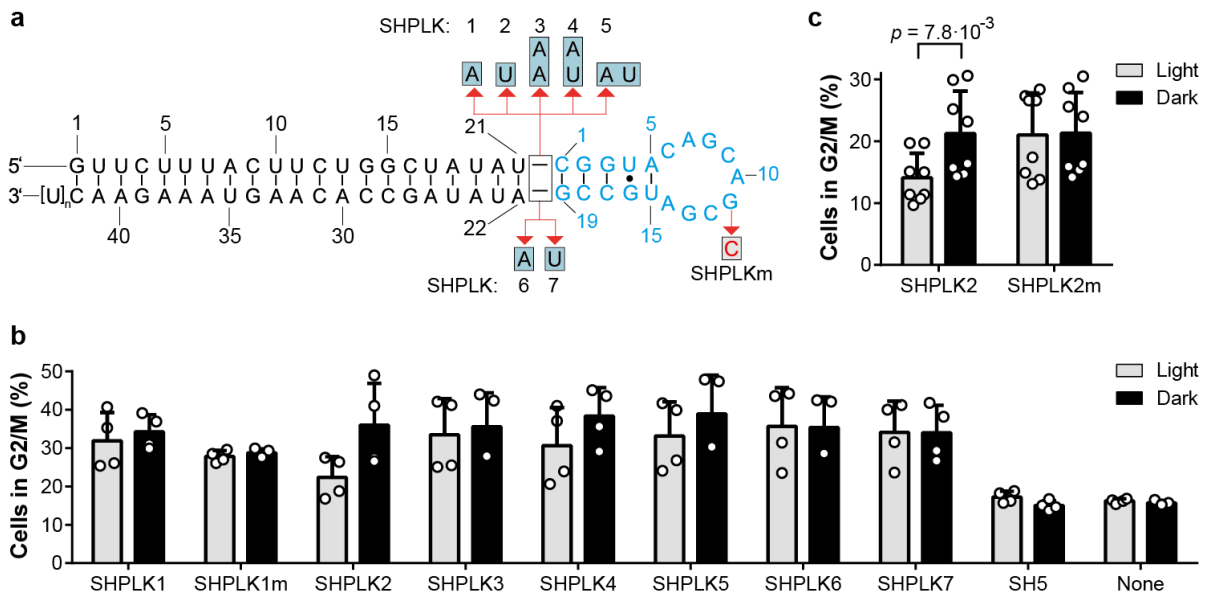 a
SHPLK: 1 2 3 4 5
A U A A A U A U
A U
1 5 10 15 21 1 5
5' G U U C U U U A C U U C U G G C U A U A U – C G G U A C A G C A 10
3' [U]n C A A G A A A U G A A C A C C G A U A U A – G C C G U A G C G
40 35 30 22 19 15
A U C
SHPLK: 6 7 SHPLKm
b
Cells in G2/M (%)
50
40
30
20
10
0
SHPLK1 SHPLK1m SHPLK2 SHPLK3 SHPLK4 SHPLK5 SHPLK6 SHPLK7 SH5 None
Light
Dark
c
p = 7.8·10⁻³
Cells in G2/M (%)
30
20
10
0
SHPLK2 SHPLK2m
Light
Dark